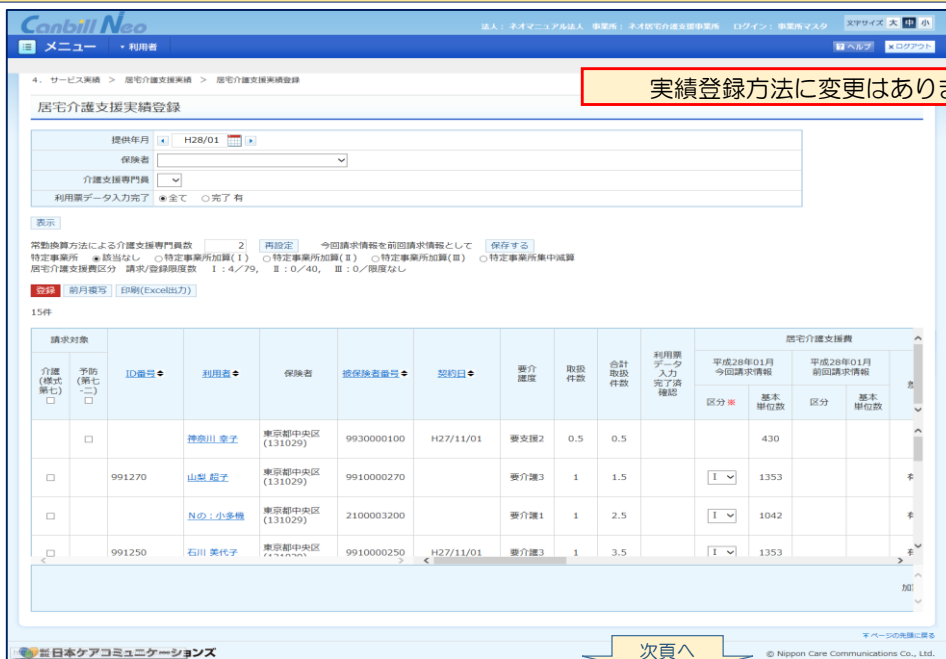 Canbill Neo
法人：ネオマニュアル法人 事業所：ネオ居宅介護支援事業所 ログイン：事業所マスタ 文字サイズ 大 中 小
メニュー ・利用者 ? ヘルプ × ログアウト
4. サービス実績 > 居宅介護支援実績 > 居宅介護支援実績登録
実績登録方法に変更はありま
居宅介護支援実績登録
提供年月 H28/01
保険者
介護支援専門員
利用票データ入力完了 ◉全て ○完了有
表示
常勤換算方法による介護支援専門員数 2 再設定 今回請求情報を前回請求情報として 保存する
特定事業所 ◉該当なし ○特定事業所加算(Ⅰ) ○特定事業所加算(Ⅱ) ○特定事業所加算(Ⅲ) ○特定事業所集中減算
居宅介護支援費区分 請求/登録限度数 Ⅰ：4/79, Ⅱ：0/40, Ⅲ：0/限度なし
登録 前月複写 印刷(Excel出力)
15件
請求対象 介護(様式第七) 予防(第七-二) ID番号 利用者 保険者 被保険者番号 契約日 要介護度 取扱件数 合計取扱件数 利用票データ入力完了済確認 居宅介護支援費
平成28年01月今回請求情報 平成28年01月前回請求情報
区分※ 基本単位数 区分 基本単位数
神奈川 幸子 東京都中央区(131029) 9930000100 H27/11/01 要支援2 0.5 0.5 430
991270 山梨 超子 東京都中央区(131029) 9910000270 要介護3 1 1.5 Ⅰ 1353
Nの：小多機 東京都中央区(131029) 2100003200 要介護1 1 2.5 Ⅰ 1042
991250 石川 美代子 東京都中央区(131029) 9910000250 H27/11/01 要介護3 1 3.5 Ⅰ 1353
ページの先頭に戻る
株式会社日本ケアコミュニケーションズ 次頁へ © Nippon Care Communications Co., Ltd.